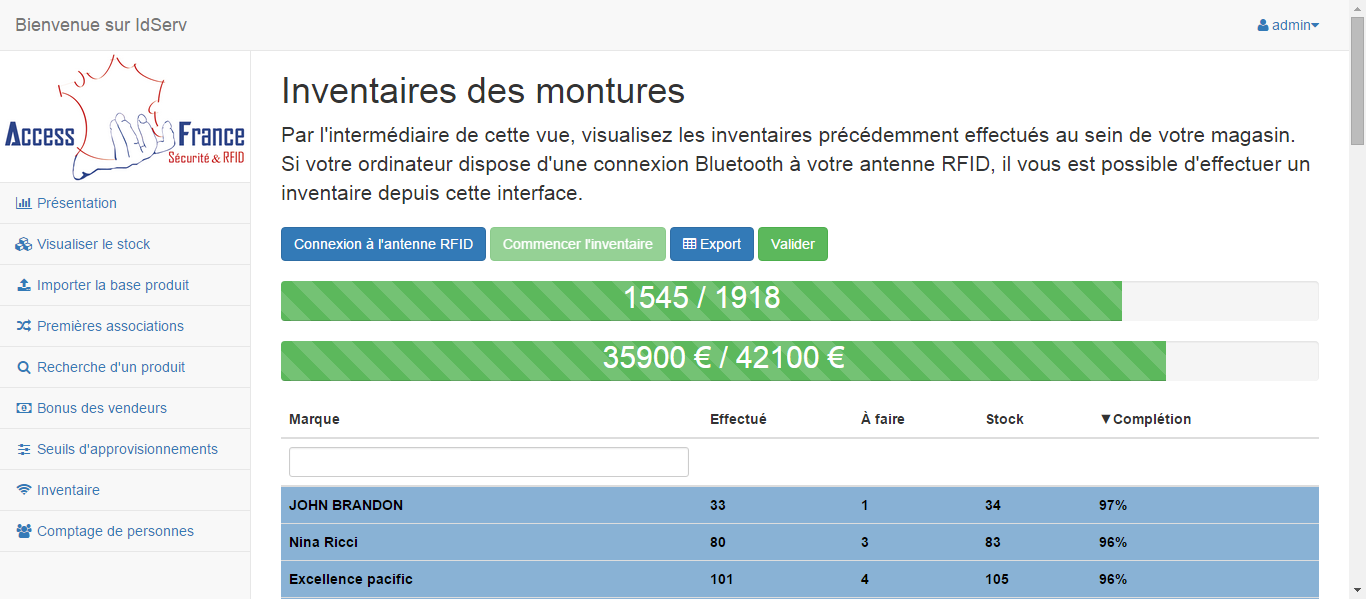 Bienvenue sur IdServ
admin
Access France
Sécurité & RFID
Présentation
Visualiser le stock
Importer la base produit
Premières associations
Recherche d'un produit
Bonus des vendeurs
Seuils d'approvisionnements
Inventaire
Comptage de personnes
Inventaires des montures
Par l'intermédiaire de cette vue, visualisez les inventaires précédemment effectués au sein de votre magasin.
Si votre ordinateur dispose d'une connexion Bluetooth à votre antenne RFID, il vous est possible d'effectuer un
inventaire depuis cette interface.
Connexion à l'antenne RFID Commencer l'inventaire Export Valider
1545 / 1918
35900 € / 42100 €
Marque Effectué À faire Stock ▼Complétion
JOHN BRANDON 33 1 34 97%
Nina Ricci 80 3 83 96%
Excellence pacific 101 4 105 96%